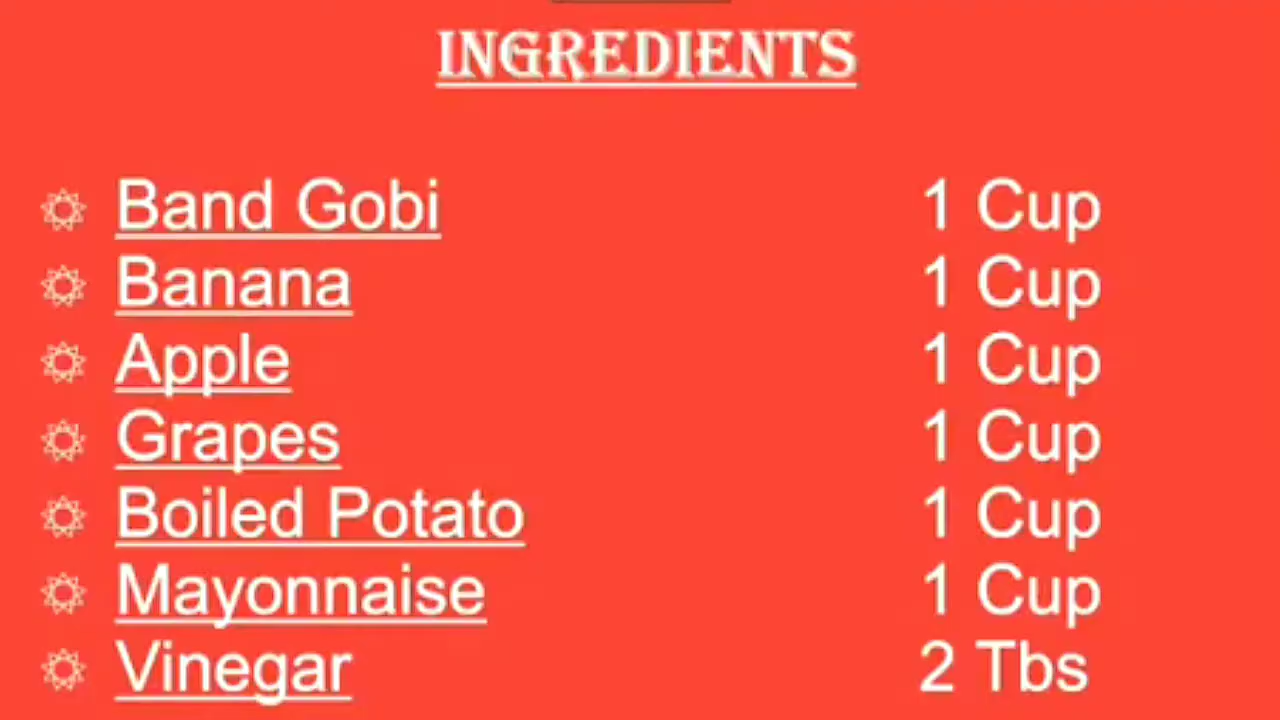 INGREDIENTS
Band Gobi 1 Cup
Banana 1 Cup
Apple 1 Cup
Grapes 1 Cup
Boiled Potato 1 Cup
Mayonnaise 1 Cup
Vinegar 2 Tbs